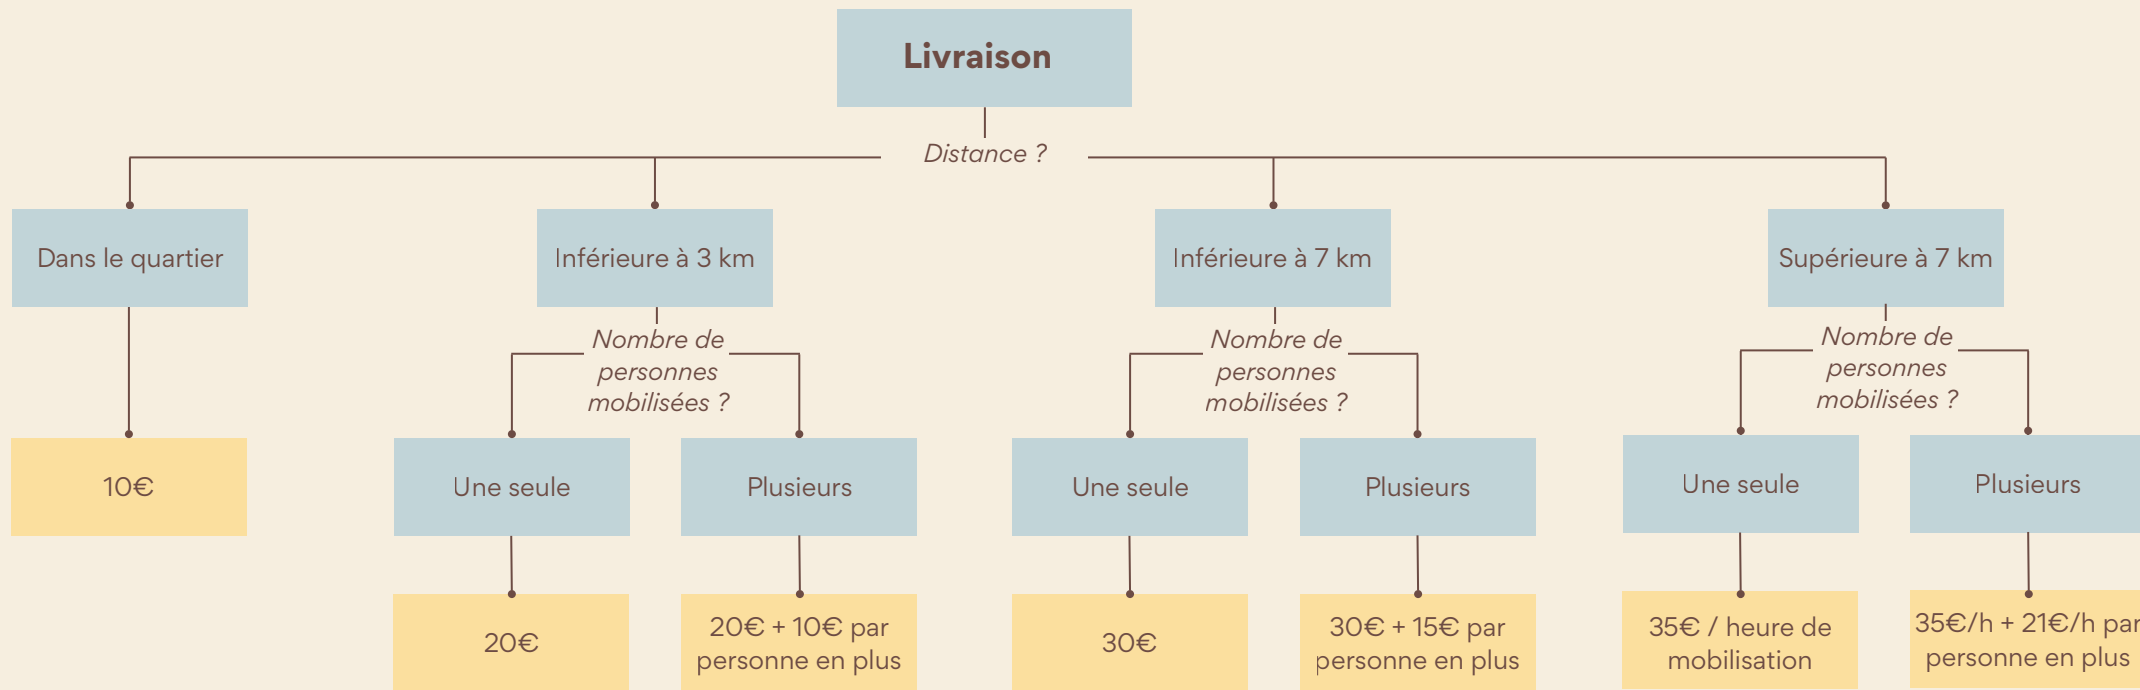 Livraison
Distance ?
Dans le quartier
Inférieure à 3 km
Inférieure à 7 km
Supérieure à 7 km
Nombre de
personnes
mobilisées ?
Nombre de
personnes
mobilisées ?
Nombre de
personnes
mobilisées ?
10€
Une seule
Plusieurs
Une seule
Plusieurs
Une seule
Plusieurs
20€
20€ + 10€ par
personne en plus
30€
30€ + 15€ par
personne en plus
35€ / heure de
mobilisation
35€/h + 21€/h par
personne en plus